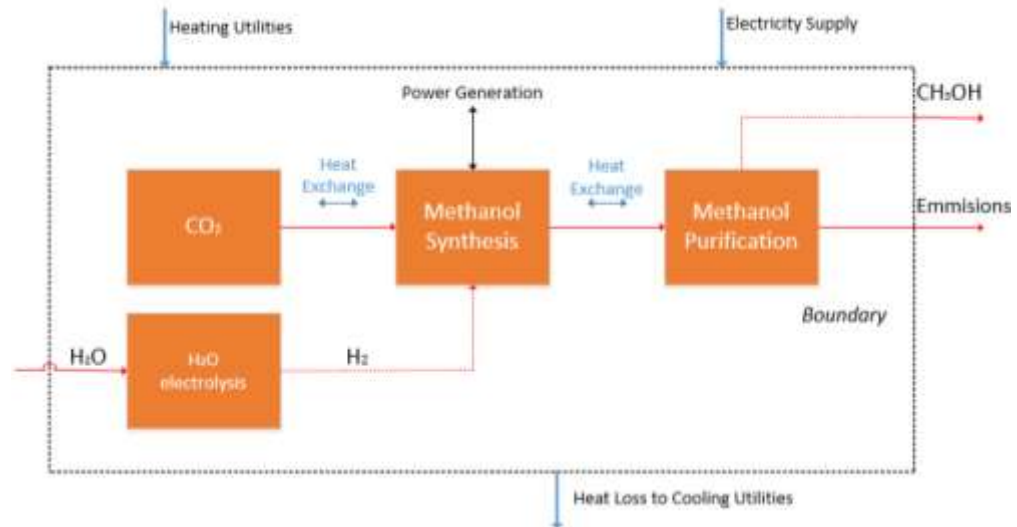 Heating Utilities
Electricity Supply
Power Generation
CH₃OH
Heat
Exchange
Heat
Exchange
CO₂
Methanol
Synthesis
Methanol
Purification
Emmisions
Boundary
H₂O
H₂O
electrolysis
H₂
Heat Loss to Cooling Utilities